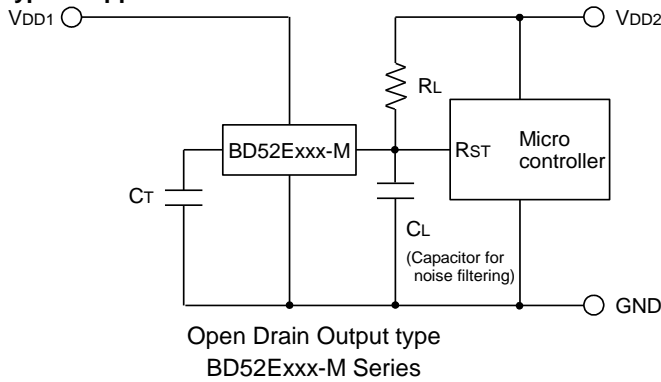 VDD1
VDD2
RL
BD52Exxx-M
RST
Micro
controller
CT
CL
(Capacitor for
noise filtering)
GND
Open Drain Output type
BD52Exxx-M Series